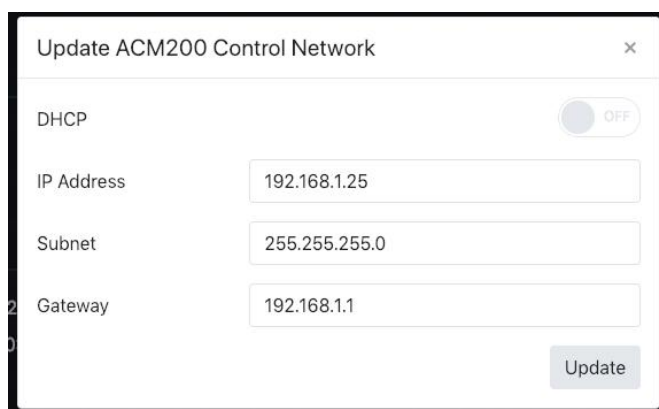 Update ACM200 Control Network ×
DHCP OFF
IP Address 192.168.1.25
Subnet 255.255.255.0
Gateway 192.168.1.1
Update